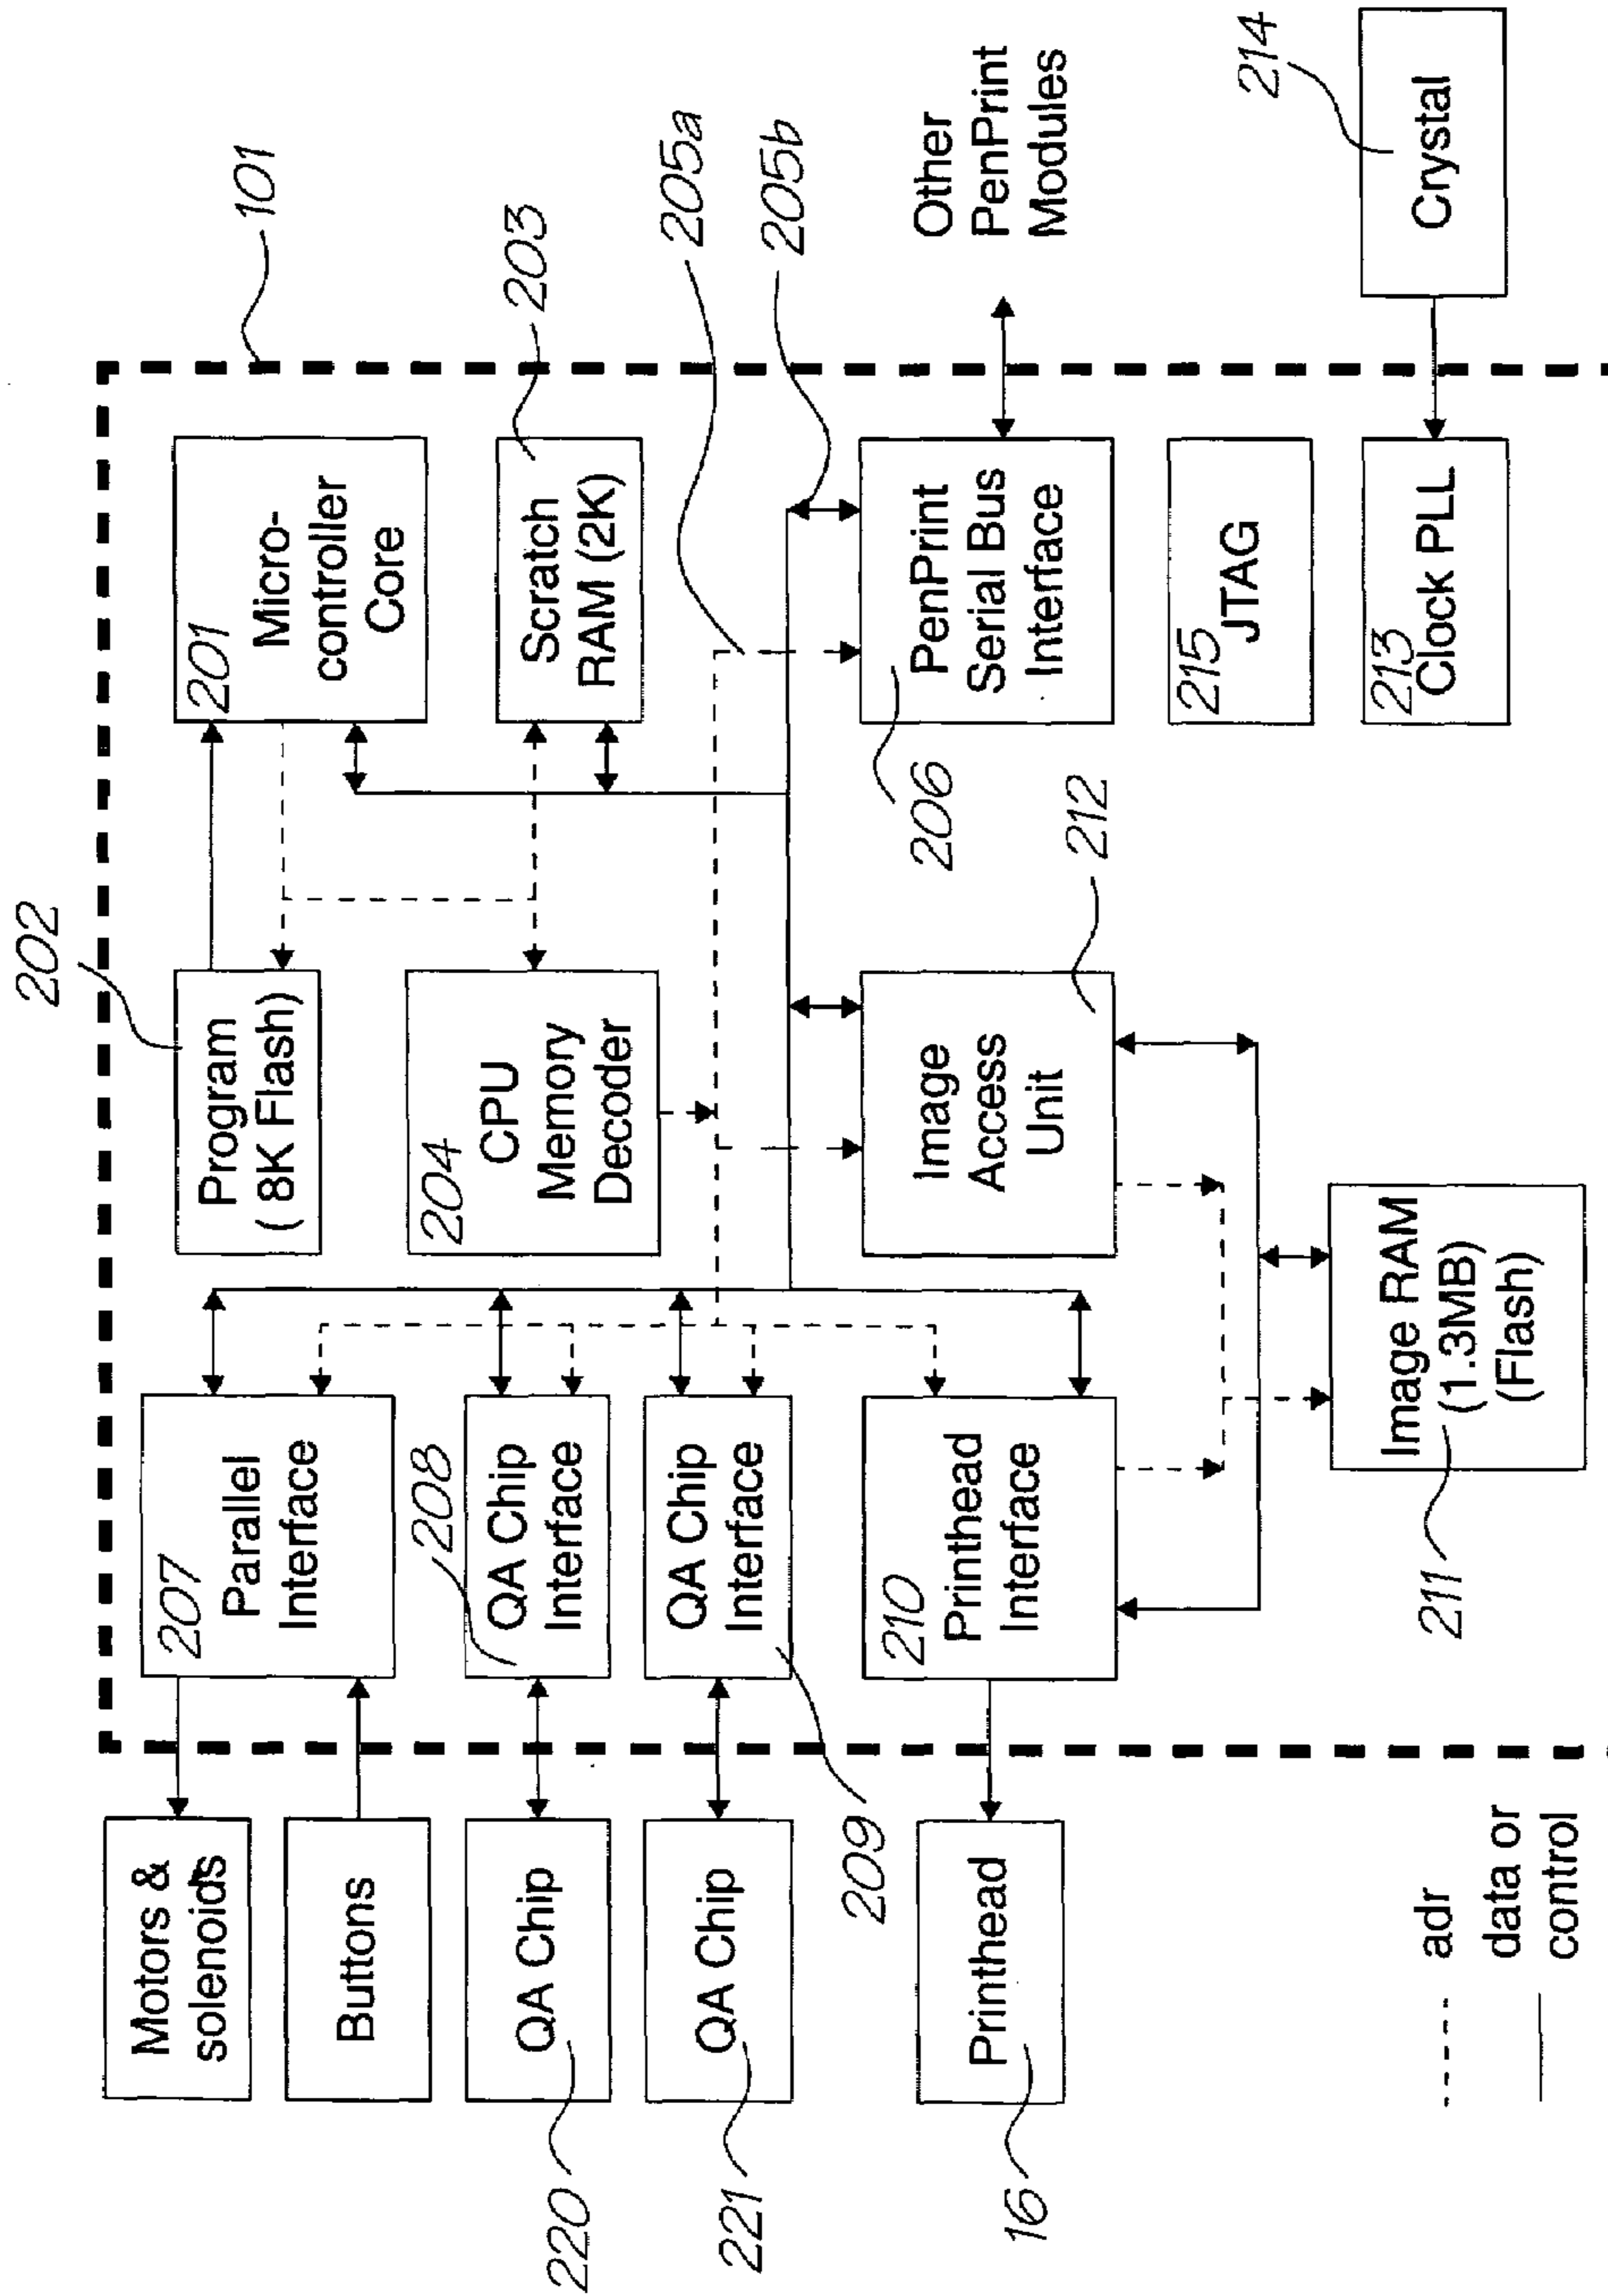 101
202
201
Micro-
controller
Core
203
Scratch
RAM (2K)
205a
205b
Program
( 8K Flash)
204
CPU
Memory
Decoder
206
PenPrint
Serial Bus
Interface
Other
PenPrint
Modules
212
Image
Access
Unit
215
JTAG
213
Clock PLL
214
Crystal
Motors &
solenoids
207
Parallel
Interface
Buttons
220
QA Chip
208
QA Chip
Interface
221
QA Chip
209
QA Chip
Interface
16
Printhead
210
Printhead
Interface
211
Image RAM
(1.3MB)
(Flash)
adr
data or
control